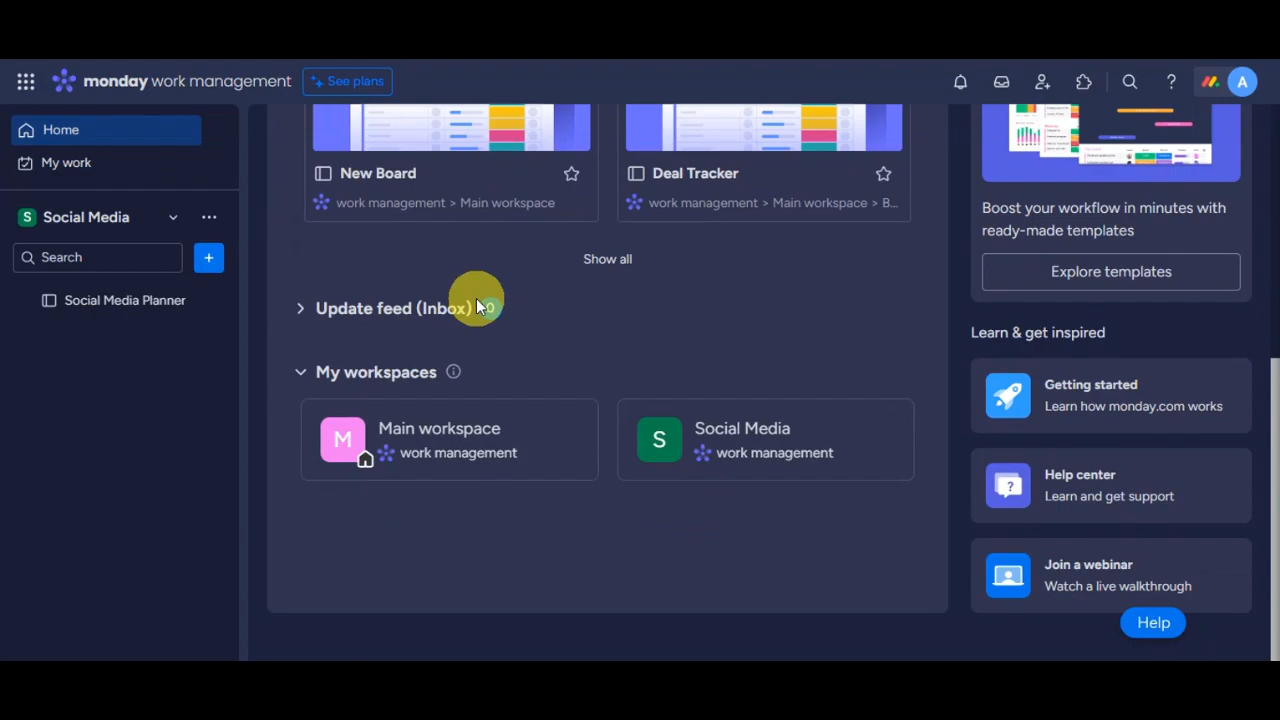 monday work management
See plans
A
Home
My work
S Social Media
Search
+
Social Media Planner
New Board
work management > Main workspace
Deal Tracker
work management > Main workspace > B...
Show all
Update feed (Inbox) 0
My workspaces
M
Main workspace
work management
S
Social Media
work management
Boost your workflow in minutes with
ready-made templates
Explore templates
Learn & get inspired
Getting started
Learn how monday.com works
Help center
Learn and get support
Join a webinar
Watch a live walkthrough
Help